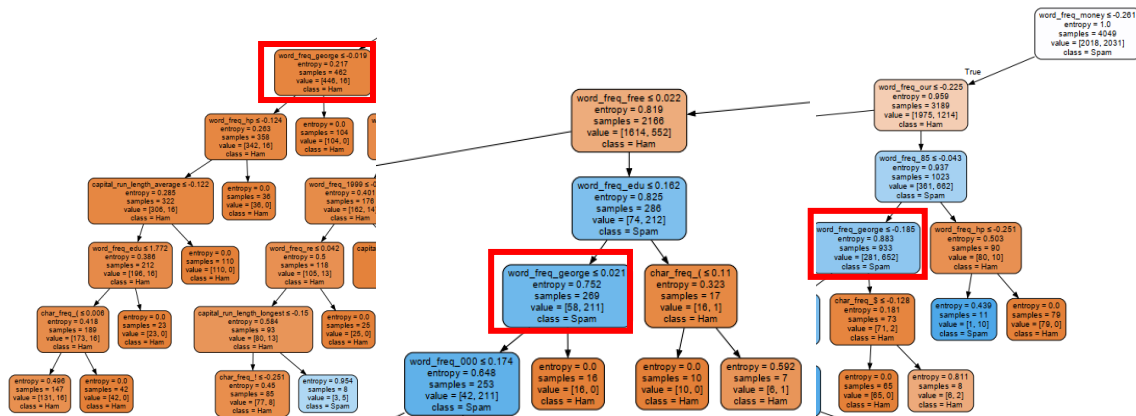 word_freq_george ≤ -0.019
entropy = 0.217
samples = 462
value = [446, 16]
class = Ham
word_freq_hp ≤ -0.124
entropy = 0.263
samples = 358
value = [342, 16]
class = Ham
entropy = 0.0
samples = 104
value = [104, 0]
class = Ham
capital_run_length_average ≤ -0.122
entropy = 0.285
samples = 322
value = [306, 16]
class = Ham
entropy = 0.0
samples = 36
value = [36, 0]
class = Ham
word_freq_1999 ≤ -0
entropy = 0.401
samples = 176
value = [162, 14
class = Ham
word_freq_edu ≤ 1.772
entropy = 0.386
samples = 212
value = [196, 16]
class = Ham
entropy = 0.0
samples = 110
value = [110, 0]
class = Ham
word_freq_re ≤ 0.042
entropy = 0.5
samples = 118
value = [105, 13]
class = Ham
capital
char_freq_( ≤ 0.006
entropy = 0.418
samples = 189
value = [173, 16]
class = Ham
entropy = 0.0
samples = 23
value = [23, 0]
class = Ham
capital_run_length_longest ≤ -0.15
entropy = 0.584
samples = 93
value = [80, 13]
class = Ham
entropy = 0.0
samples = 25
value = [25, 0]
class = Ham
entropy = 0.496
samples = 147
value = [131, 16]
class = Ham
entropy = 0.0
samples = 42
value = [42, 0]
class = Ham
char_freq_! ≤ -0.251
entropy = 0.45
samples = 85
value = [77, 8]
class = Ham
entropy = 0.954
samples = 8
value = [3, 5]
class = Spam
word_freq_free ≤ 0.022
entropy = 0.819
samples = 2166
value = [1614, 552]
class = Ham
word_freq_edu ≤ 0.162
entropy = 0.825
samples = 286
value = [74, 212]
class = Spam
word_freq_george ≤ 0.021
entropy = 0.752
samples = 269
value = [58, 211]
class = Spam
char_freq_( ≤ 0.11
entropy = 0.323
samples = 17
value = [16, 1]
class = Ham
word_freq_000 ≤ 0.174
entropy = 0.648
samples = 253
value = [42, 211]
class = Spam
entropy = 0.0
samples = 16
value = [16, 0]
class = Ham
entropy = 0.0
samples = 10
value = [10, 0]
class = Ham
entropy = 0.592
samples = 7
value = [6, 1]
class = Ham
word_freq_money ≤ -0.261
entropy = 1.0
samples = 4049
value = [2018, 2031]
class = Spam
True
word_freq_our ≤ -0.225
entropy = 0.959
samples = 3189
value = [1975, 1214]
class = Ham
word_freq_85 ≤ -0.043
entropy = 0.937
samples = 1023
value = [361, 662]
class = Spam
word_freq_george ≤ -0.185
entropy = 0.883
samples = 933
value = [281, 652]
class = Spam
word_freq_hp ≤ -0.251
entropy = 0.503
samples = 90
value = [80, 10]
class = Ham
char_freq_$ ≤ -0.128
entropy = 0.181
samples = 73
value = [71, 2]
class = Ham
entropy = 0.439
samples = 11
value = [1, 10]
class = Spam
entropy = 0.0
samples = 79
value = [79, 0]
class = Ham
entropy = 0.0
samples = 65
value = [65, 0]
class = Ham
entropy = 0.811
samples = 8
value = [6, 2]
class = Ham